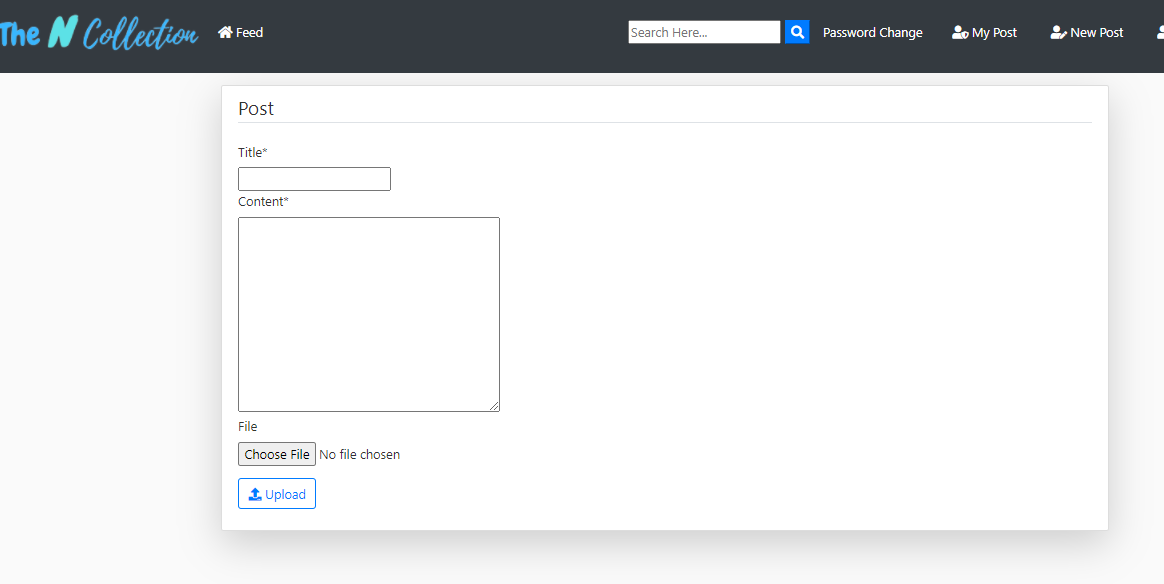 The N Collection
Feed
Search Here...
Password Change
My Post
New Post
Post
Title*
Content*
File
Choose File No file chosen
Upload